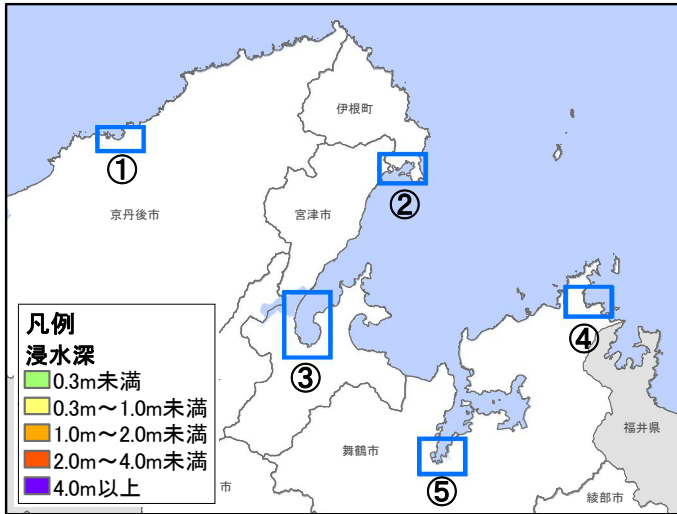 伊根町
①
②
京丹後市
宮津市
③
④
凡例
浸水深
0.3m未満
0.3m～1.0m未満
1.0m～2.0m未満
2.0m～4.0m未満
4.0m以上
福井県
舞鶴市
⑤
市
綾部市